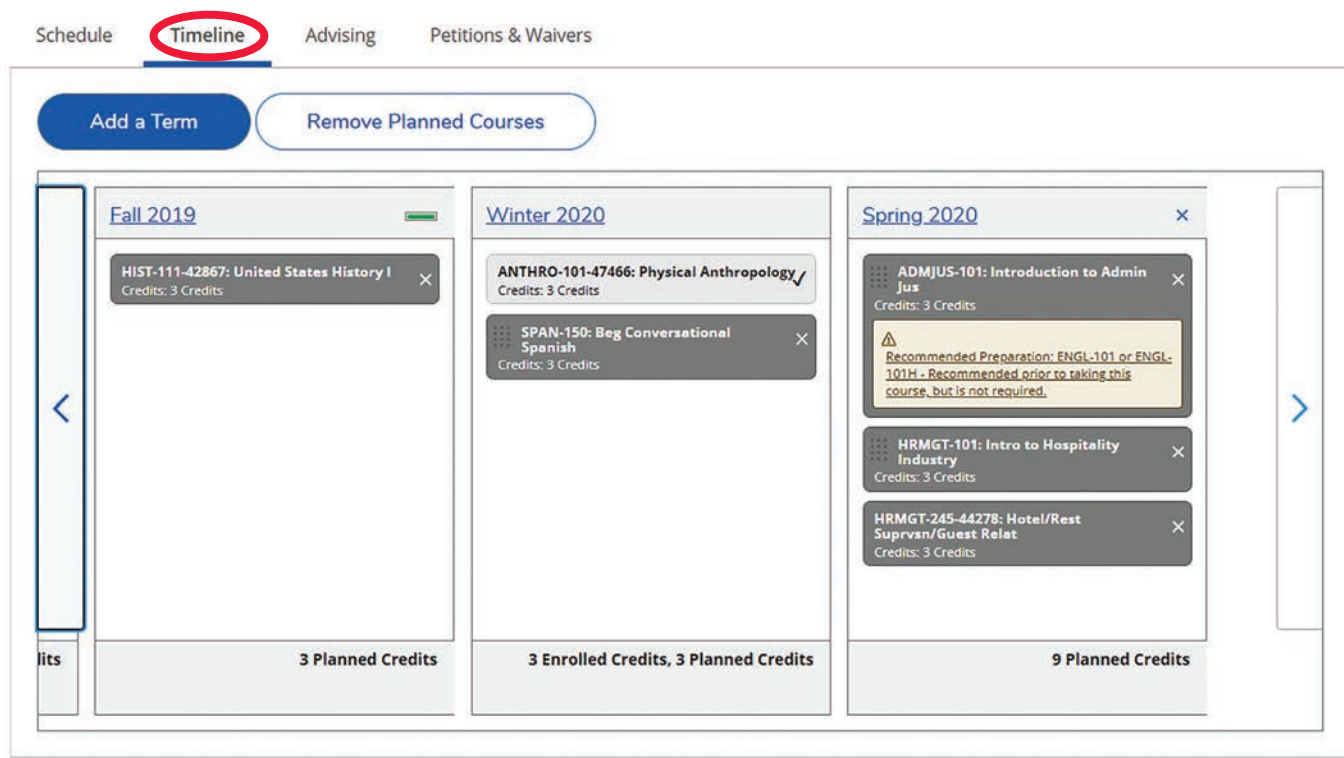 Schedule
Timeline
Advising
Petitions & Waivers
Add a Term
Remove Planned Courses
Fall 2019
HIST-111-42867: United States History I
Credits: 3 Credits
3 Planned Credits
Winter 2020
ANTHRO-101-47466: Physical Anthropology
Credits: 3 Credits
SPAN-150: Beg Conversational
Spanish
Credits: 3 Credits
3 Enrolled Credits, 3 Planned Credits
Spring 2020
ADMJUS-101: Introduction to Admin
Jus
Credits: 3 Credits
Recommended Preparation: ENGL-101 or ENGL-
101H - Recommended prior to taking this
course, but is not required.
HRMGT-101: Intro to Hospitality
Industry
Credits: 3 Credits
HRMGT-245-44278: Hotel/Rest
Suprvsn/Guest Relat
Credits: 3 Credits
9 Planned Credits